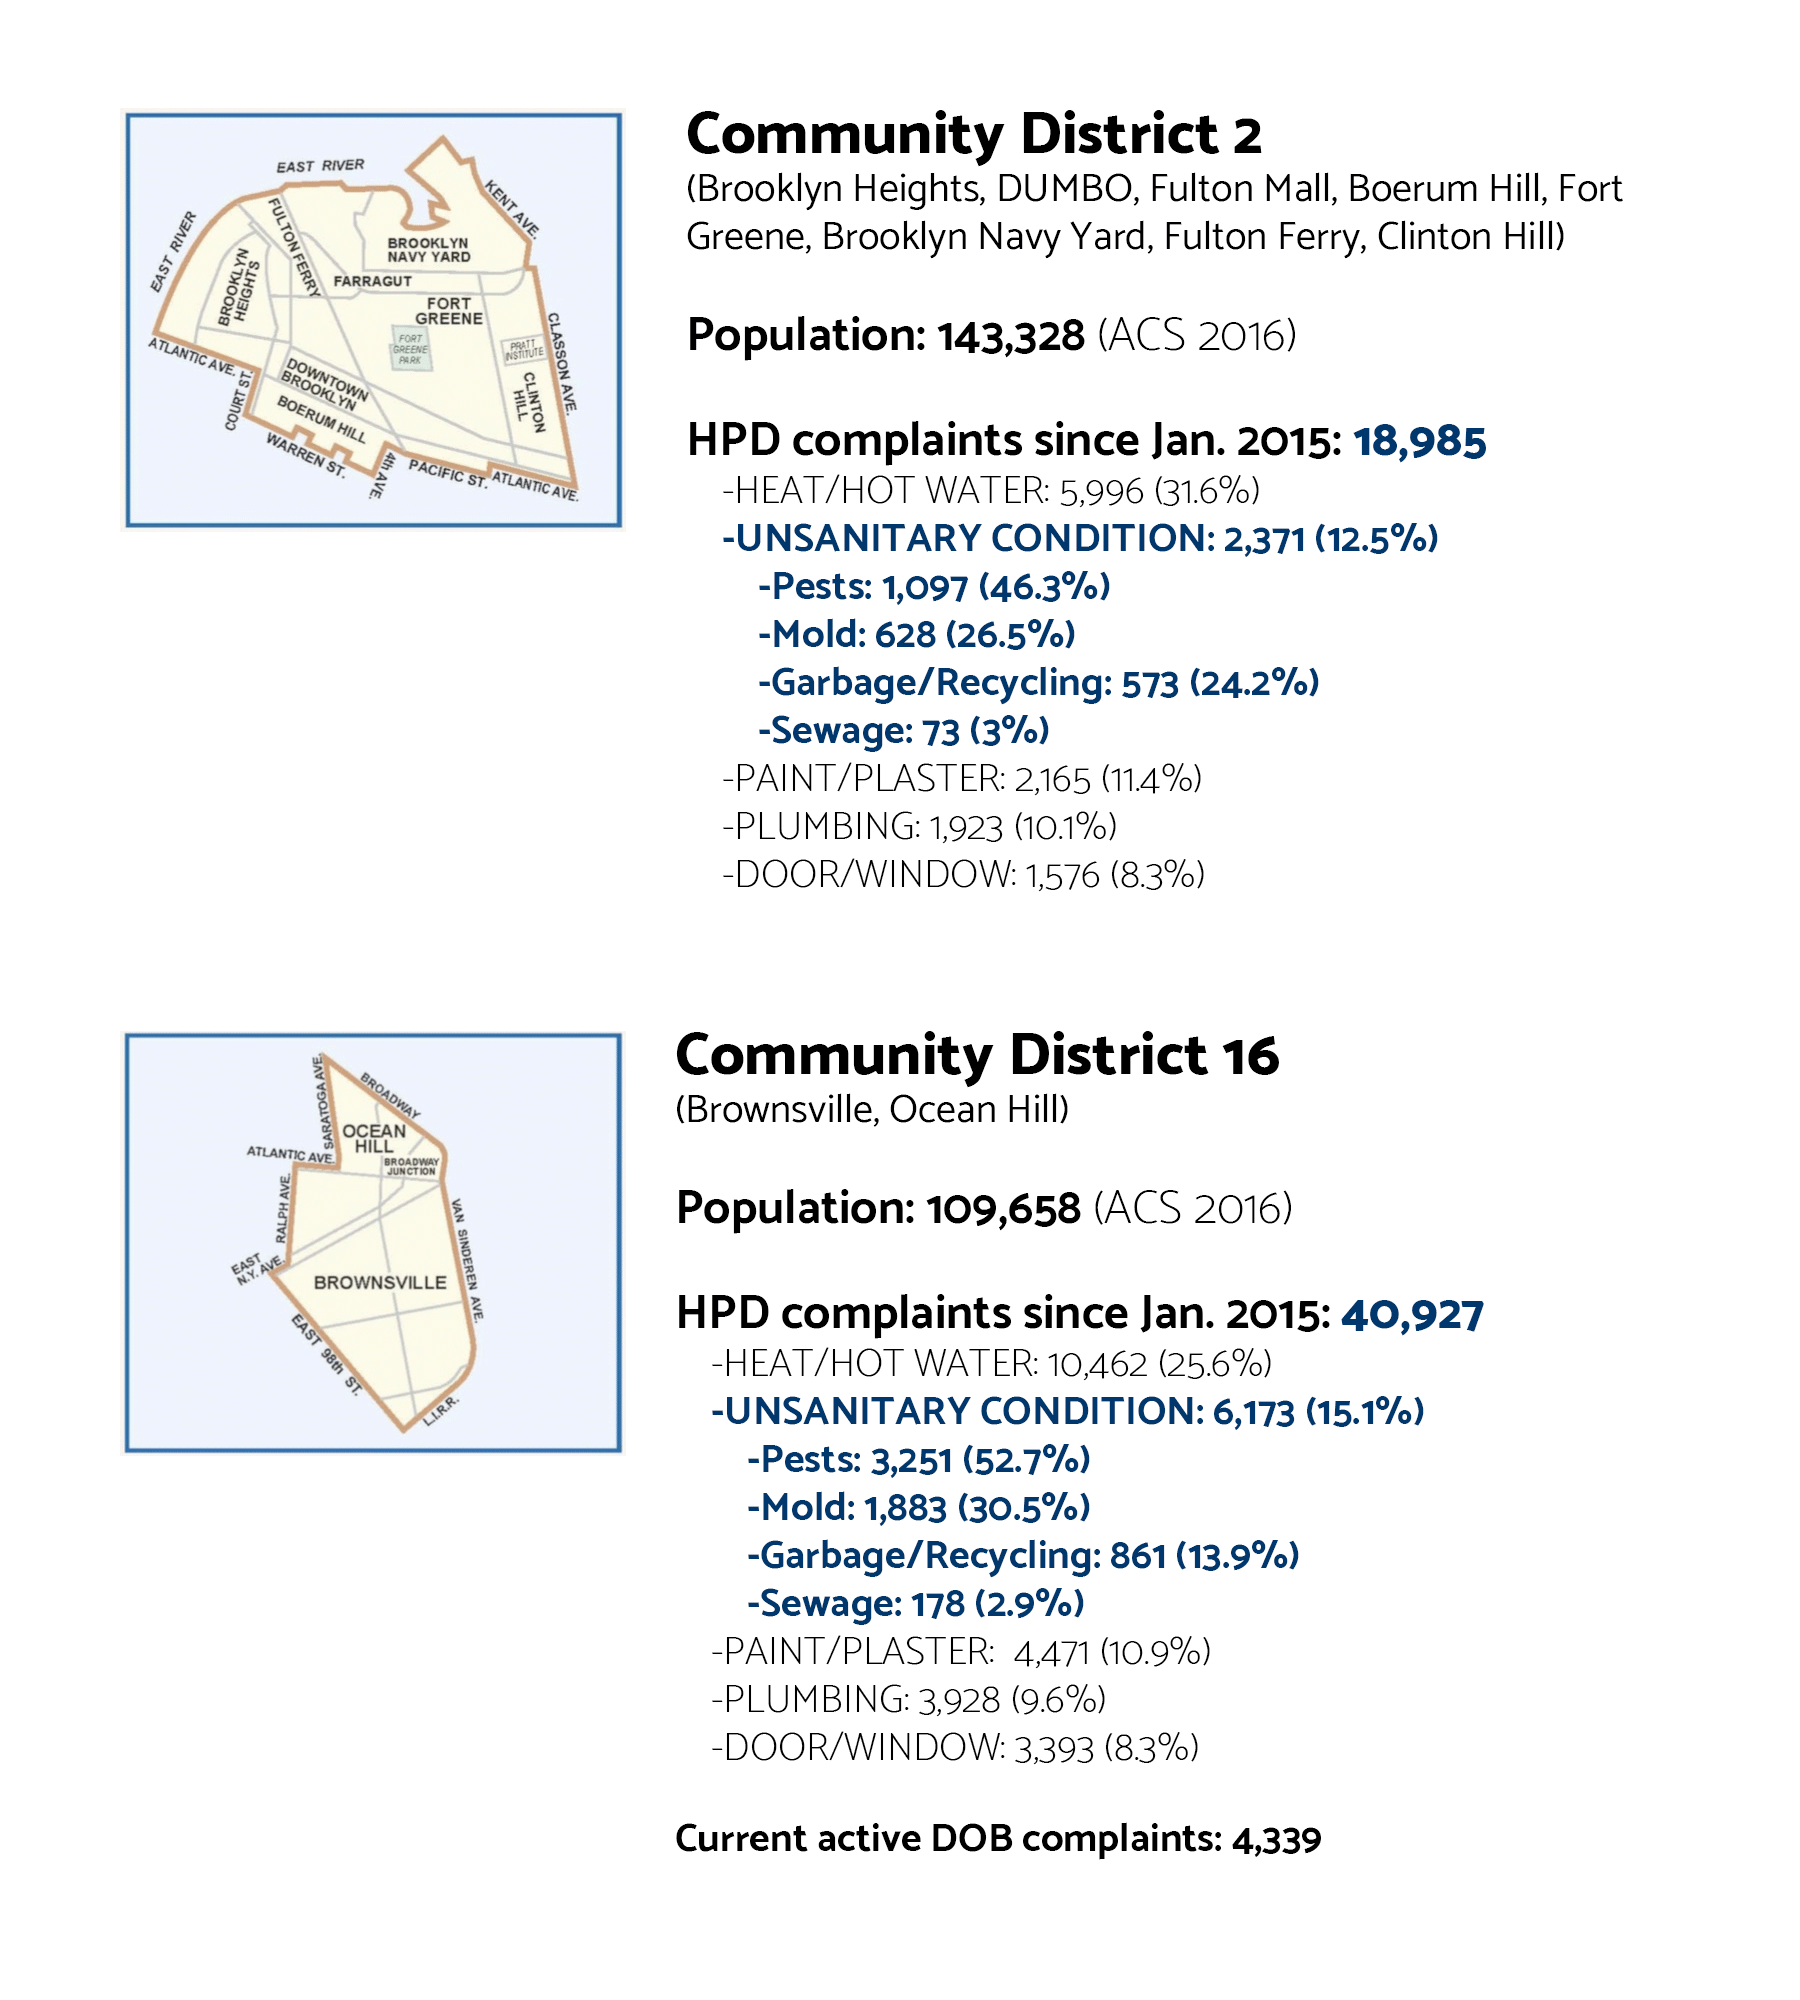 EAST RIVER
KENT AVE.
EAST RIVER
FULTON FERRY
BROOKLYN
NAVY YARD
BROOKLYN
HEIGHTS
FARRAGUT
FORT
GREENE
FORT
GREENE
PARK
PRATT
INSTITUTE
CLASSON AVE.
ATLANTIC AVE.
COURT ST.
DOWNTOWN
BROOKLYN
CLINTON
HILL
BOERUM HILL
WARREN ST.
4th AVE.
PACIFIC ST.
ATLANTIC AVE.
Community District 2
(Brooklyn Heights, DUMBO, Fulton Mall, Boerum Hill, Fort
Greene, Brooklyn Navy Yard, Fulton Ferry, Clinton Hill)
Population: 143,328 (ACS 2016)
HPD complaints since Jan. 2015: 18,985
-HEAT/HOT WATER: 5,996 (31.6%)
-UNSANITARY CONDITION: 2,371 (12.5%)
-Pests: 1,097 (46.3%)
-Mold: 628 (26.5%)
-Garbage/Recycling: 573 (24.2%)
-Sewage: 73 (3%)
-PAINT/PLASTER: 2,165 (11.4%)
-PLUMBING: 1,923 (10.1%)
-DOOR/WINDOW: 1,576 (8.3%)
SARATOGA AVE.
BROADWAY
OCEAN
HILL
ATLANTIC AVE.
BROADWAY
JUNCTION
RALPH AVE.
VAN SINDEREN AVE.
EAST
N.Y. AVE.
BROWNSVILLE
EAST 98th ST.
L.I.R.R.
Community District 16
(Brownsville, Ocean Hill)
Population: 109,658 (ACS 2016)
HPD complaints since Jan. 2015: 40,927
-HEAT/HOT WATER: 10,462 (25.6%)
-UNSANITARY CONDITION: 6,173 (15.1%)
-Pests: 3,251 (52.7%)
-Mold: 1,883 (30.5%)
-Garbage/Recycling: 861 (13.9%)
-Sewage: 178 (2.9%)
-PAINT/PLASTER: 4,471 (10.9%)
-PLUMBING: 3,928 (9.6%)
-DOOR/WINDOW: 3,393 (8.3%)
Current active DOB complaints: 4,339